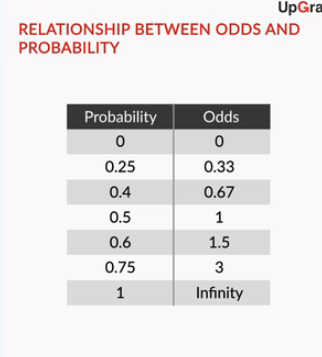 UpGra
RELATIONSHIP BETWEEN ODDS AND
PROBABILITY
Probability Odds
0 0
0.25 0.33
0.4 0.67
0.5 1
0.6 1.5
0.75 3
1 Infinity